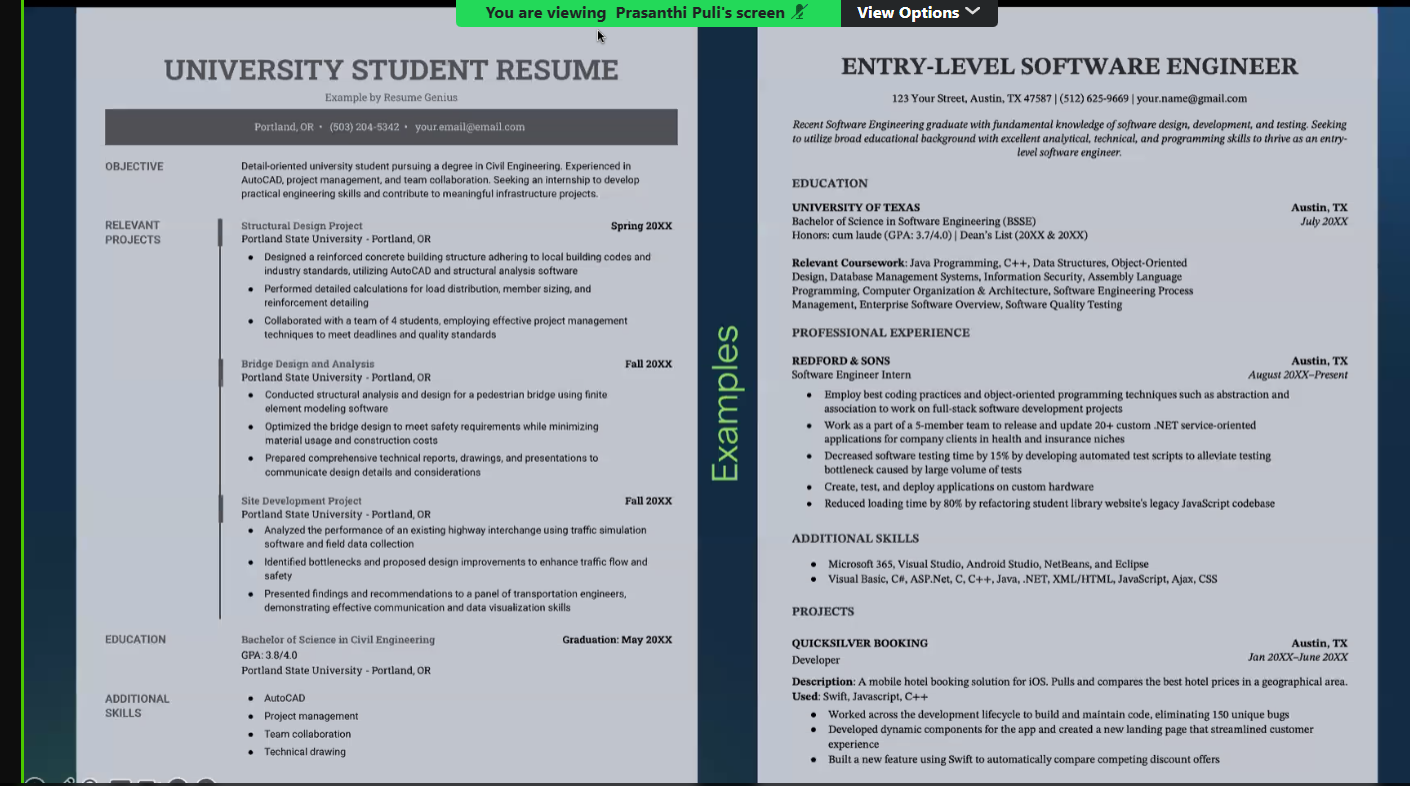 You are viewing Prasanthi Puli's screen
View Options
UNIVERSITY STUDENT RESUME
Example by Resume Genius
Portland, OR • (503) 204-5342 • your.email@email.com
OBJECTIVE
Detail-oriented university student pursuing a degree in Civil Engineering. Experienced in
AutoCAD, project management, and team collaboration. Seeking an internship to develop
practical engineering skills and contribute to meaningful infrastructure projects.
RELEVANT
PROJECTS
Structural Design Project Spring 20XX
Portland State University - Portland, OR
• Designed a reinforced concrete building structure adhering to local building codes and
industry standards, utilizing AutoCAD and structural analysis software
• Performed detailed calculations for load distribution, member sizing, and
reinforcement detailing
• Collaborated with a team of 4 students, employing effective project management
techniques to meet deadlines and quality standards
Bridge Design and Analysis Fall 20XX
Portland State University - Portland, OR
• Conducted structural analysis and design for a pedestrian bridge using finite
element modeling software
• Optimized the bridge design to meet safety requirements while minimizing
material usage and construction costs
• Prepared comprehensive technical reports, drawings, and presentations to
communicate design details and considerations
Site Development Project Fall 20XX
Portland State University - Portland, OR
• Analyzed the performance of an existing highway interchange using traffic simulation
software and field data collection
• Identified bottlenecks and proposed design improvements to enhance traffic flow and
safety
• Presented findings and recommendations to a panel of transportation engineers,
demonstrating effective communication and data visualization skills
EDUCATION
Bachelor of Science in Civil Engineering Graduation: May 20XX
GPA: 3.8/4.0
Portland State University - Portland, OR
ADDITIONAL
SKILLS
• AutoCAD
• Project management
• Team collaboration
• Technical drawing
Examples
ENTRY-LEVEL SOFTWARE ENGINEER
123 Your Street, Austin, TX 47587 | (512) 625-9669 | your.name@gmail.com
Recent Software Engineering graduate with fundamental knowledge of software design, development, and testing. Seeking
to utilize broad educational background with excellent analytical, technical, and programming skills to thrive as an entry-
level software engineer.
EDUCATION
UNIVERSITY OF TEXAS Austin, TX
Bachelor of Science in Software Engineering (BSSE) July 20XX
Honors: cum laude (GPA: 3.7/4.0) | Dean's List (20XX & 20XX)
Relevant Coursework: Java Programming, C++, Data Structures, Object-Oriented
Design, Database Management Systems, Information Security, Assembly Language
Programming, Computer Organization & Architecture, Software Engineering Process
Management, Enterprise Software Overview, Software Quality Testing
PROFESSIONAL EXPERIENCE
REDFORD & SONS Austin, TX
Software Engineer Intern August 20XX–Present
• Employ best coding practices and object-oriented programming techniques such as abstraction and
association to work on full-stack software development projects
• Work as a part of a 5-member team to release and update 20+ custom .NET service-oriented
applications for company clients in health and insurance niches
• Decreased software testing time by 15% by developing automated test scripts to alleviate testing
bottleneck caused by large volume of tests
• Create, test, and deploy applications on custom hardware
• Reduced loading time by 80% by refactoring student library website's legacy JavaScript codebase
ADDITIONAL SKILLS
• Microsoft 365, Visual Studio, Android Studio, NetBeans, and Eclipse
• Visual Basic, C#, ASP.Net, C, C++, Java, .NET, XML/HTML, JavaScript, Ajax, CSS
PROJECTS
QUICKSILVER BOOKING Austin, TX
Developer Jan 20XX–June 20XX
Description: A mobile hotel booking solution for iOS. Pulls and compares the best hotel prices in a geographical area.
Used: Swift, Javascript, C++
• Worked across the development lifecycle to build and maintain code, eliminating 150 unique bugs
• Developed dynamic components for the app and created a new landing page that streamlined customer
experience
• Built a new feature using Swift to automatically compare competing discount offers